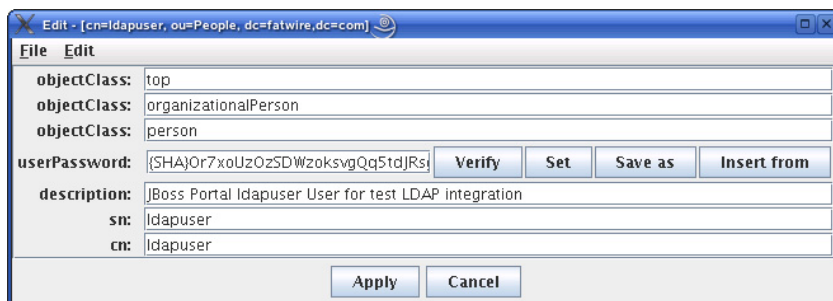 Edit - [cn=ldapuser, ou=People, dc=fatwire,dc=com]
File Edit
objectClass: top
objectClass: organizationalPerson
objectClass: person
userPassword: {SHA}Or7xoUzOzSDWzoksvgQq5tdJRs Verify Set Save as Insert from
description: JBoss Portal ldapuser User for test LDAP integration
sn: ldapuser
cn: ldapuser
Apply Cancel